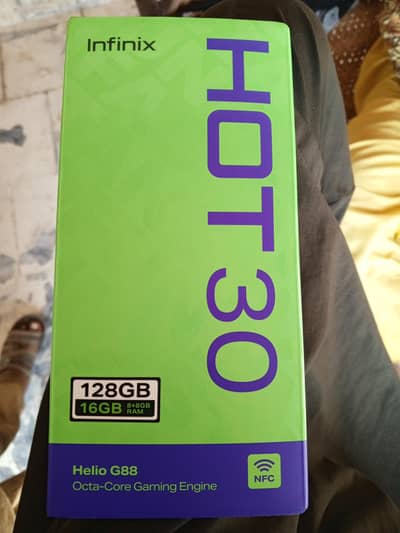 Infinix
HOT 30
128GB
16GB 8+8GB RAM
Helio G88
Octa-Core Gaming Engine
NFC